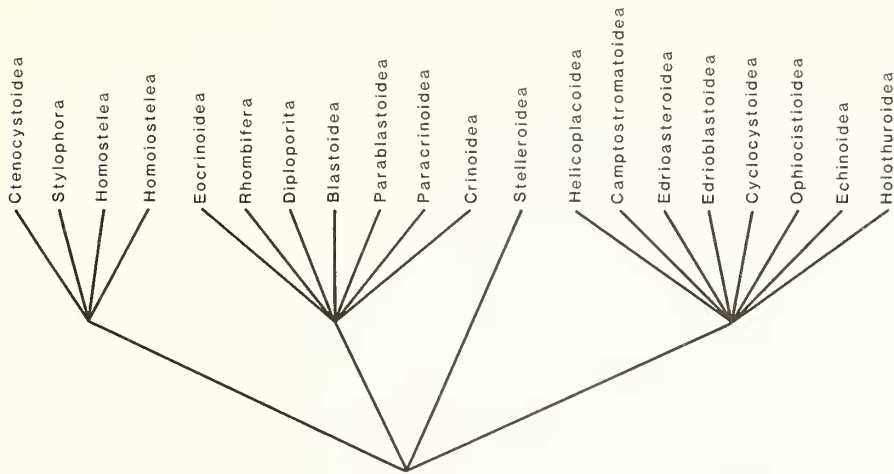 Ctenocystoidea
Stylophora
Homostelea
Homoiostelea
Eocrinoidea
Rhombifera
Diploporita
Blastoidea
Parablastoidea
Paracrinoidea
Crinoidea
Stelleroidea
Helicoplacoidea
Camptostromatoidea
Edrioasteroidea
Edrioblastoidea
Cyclocystoidea
Ophiocistioidea
Echinoidea
Holothuroidea